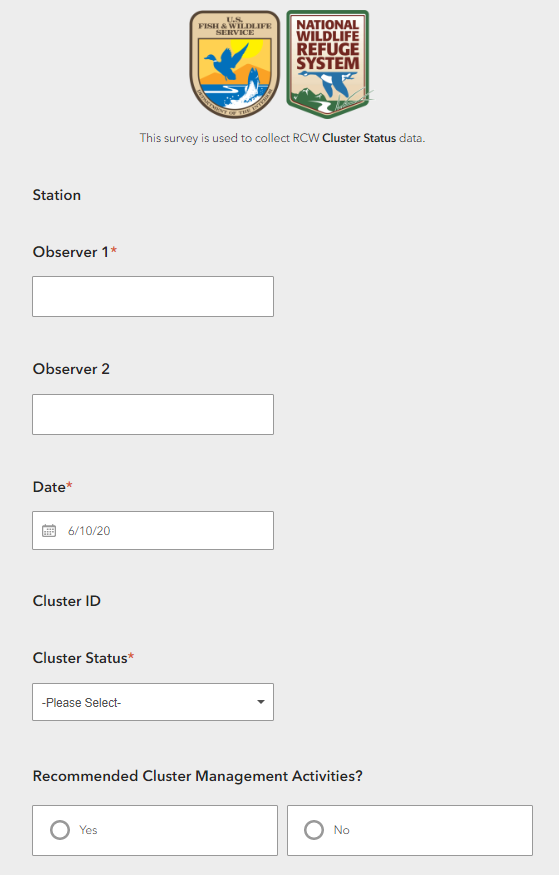 U.S.
FISH & WILDLIFE
SERVICE
DEPARTMENT OF THE INTERIOR
NATIONAL
WILDLIFE
REFUGE
SYSTEM
This survey is used to collect RCW Cluster Status data.
Station
Observer 1*
Observer 2
Date*
6/10/20
Cluster ID
Cluster Status*
-Please Select-
Recommended Cluster Management Activities?
Yes
No